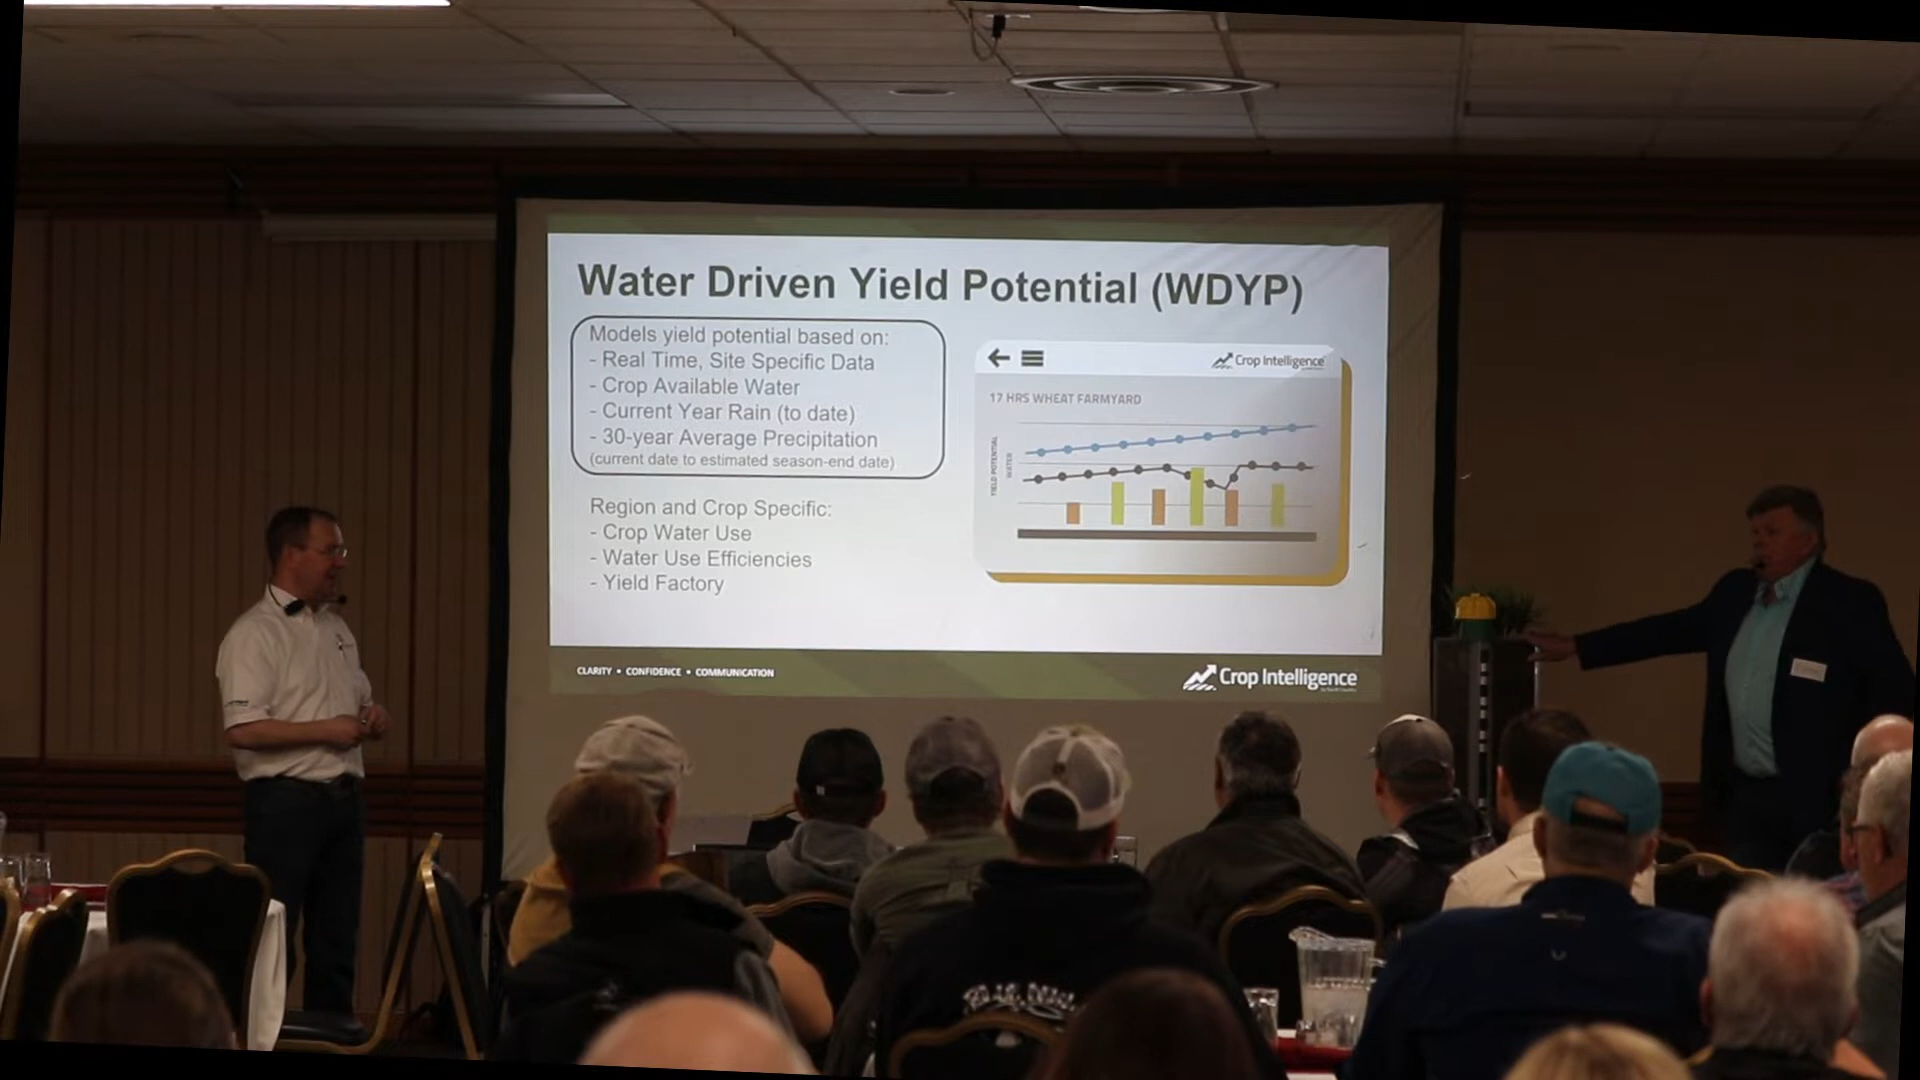 Water Driven Yield Potential (WDYP)
Models yield potential based on:
- Real Time, Site Specific Data
- Crop Available Water
- Current Year Rain (to date)
- 30-year Average Precipitation
(current date to estimated season-end date)
Region and Crop Specific:
- Crop Water Use
- Water Use Efficiencies
- Yield Factory
Crop Intelligence
17 HRS WHEAT FARMYARD
YIELD POTENTIAL
WATER
CLARITY • CONFIDENCE • COMMUNICATION
Crop Intelligence